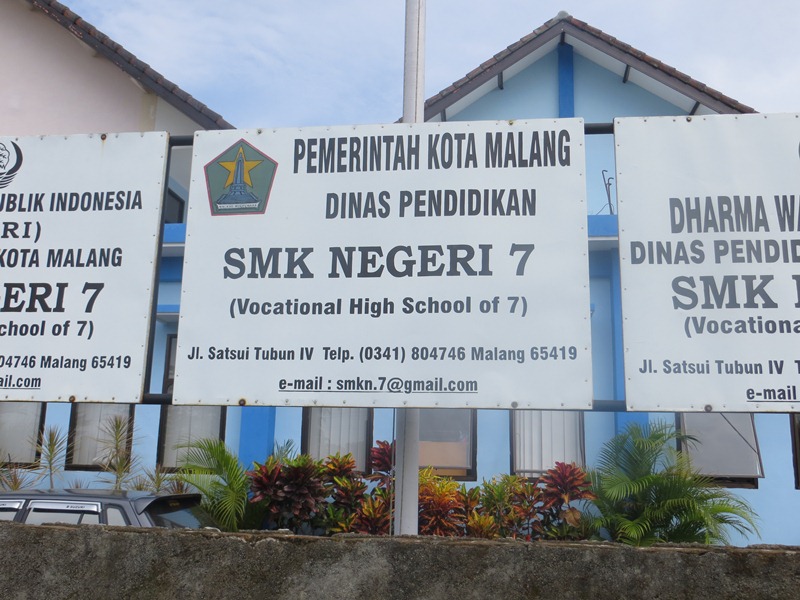 UBLIK INDONESIA
RI)
KOTA MALANG
ERI 7
chool of 7)
804746 Malang 65419
ail.com
PEMERINTAH KOTA MALANG
DINAS PENDIDIKAN
SMK NEGERI 7
(Vocational High School of 7)
Jl. Satsui Tubun IV Telp. (0341) 804746 Malang 65419
e-mail : smkn.7@gmail.com
DHARMA WA
DINAS PENDID
SMK
(Vocationa
Jl. Satsui Tubun IV T
e-mail